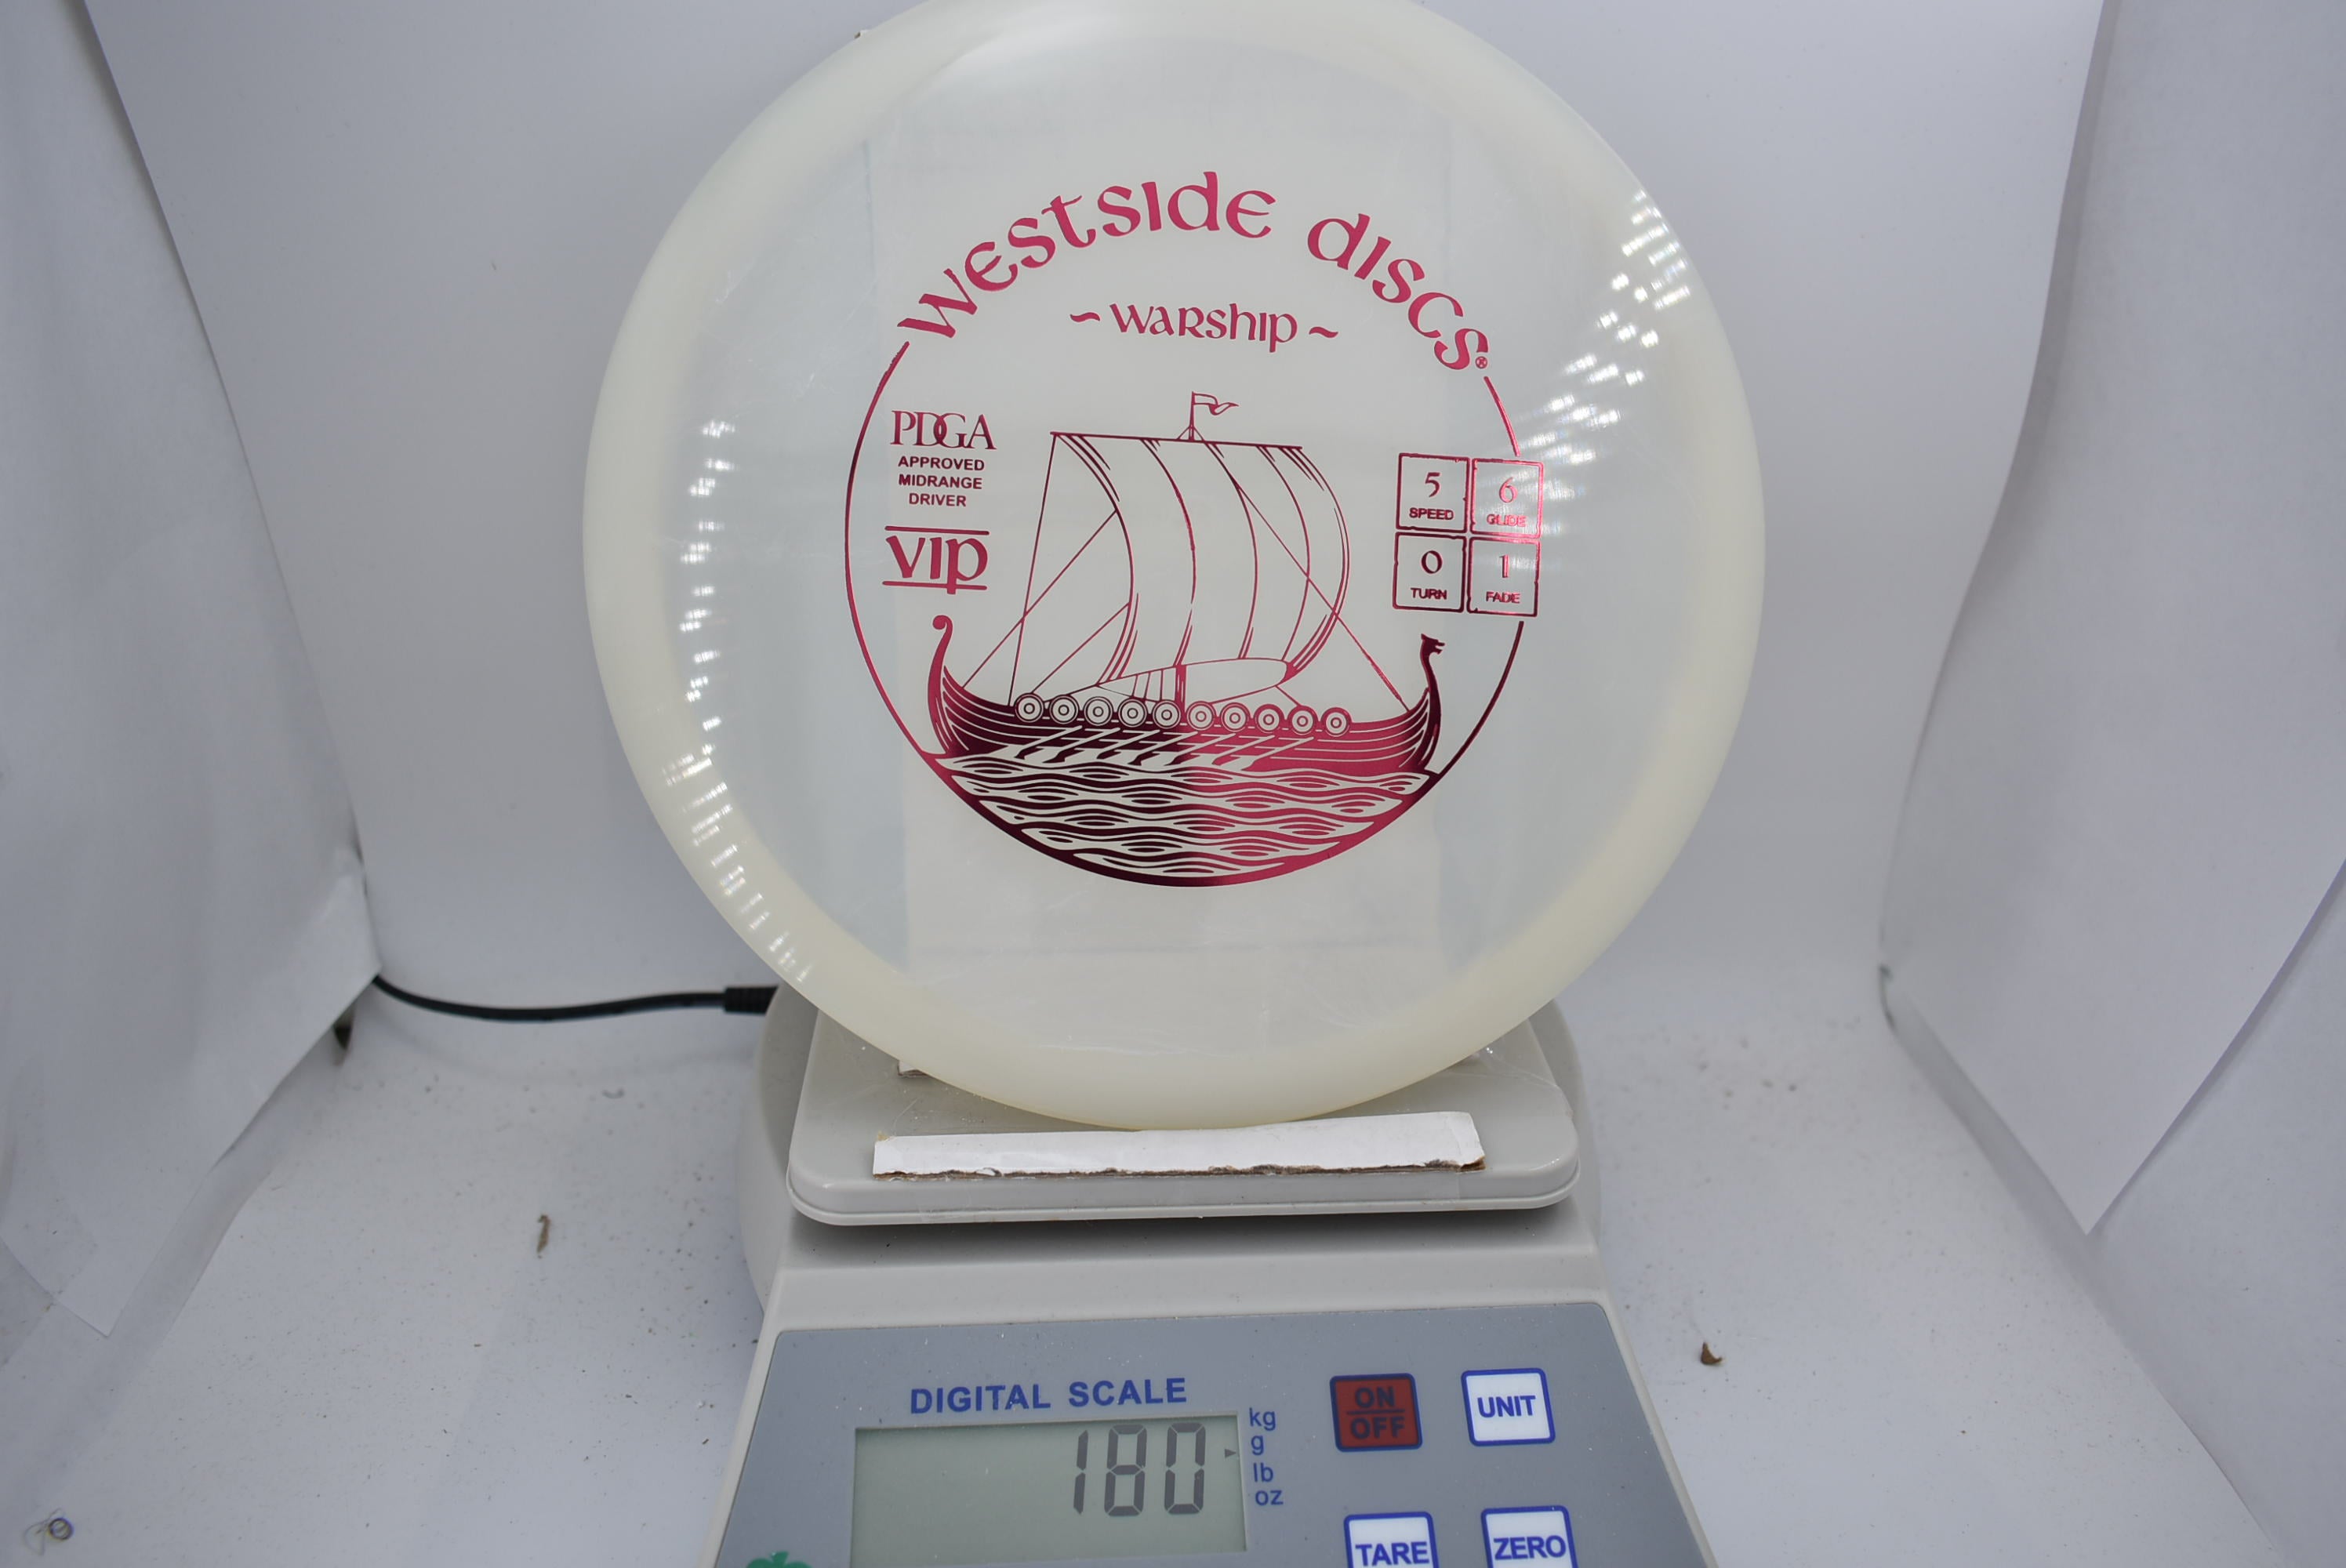 westside discs®
~ warship ~
PDGA
APPROVED
MIDRANGE
DRIVER
VIP
5 6
SPEED GLIDE
0 1
TURN FADE
DIGITAL SCALE
180
kg
g
lb
oz
ON
OFF
UNIT
TARE
ZERO